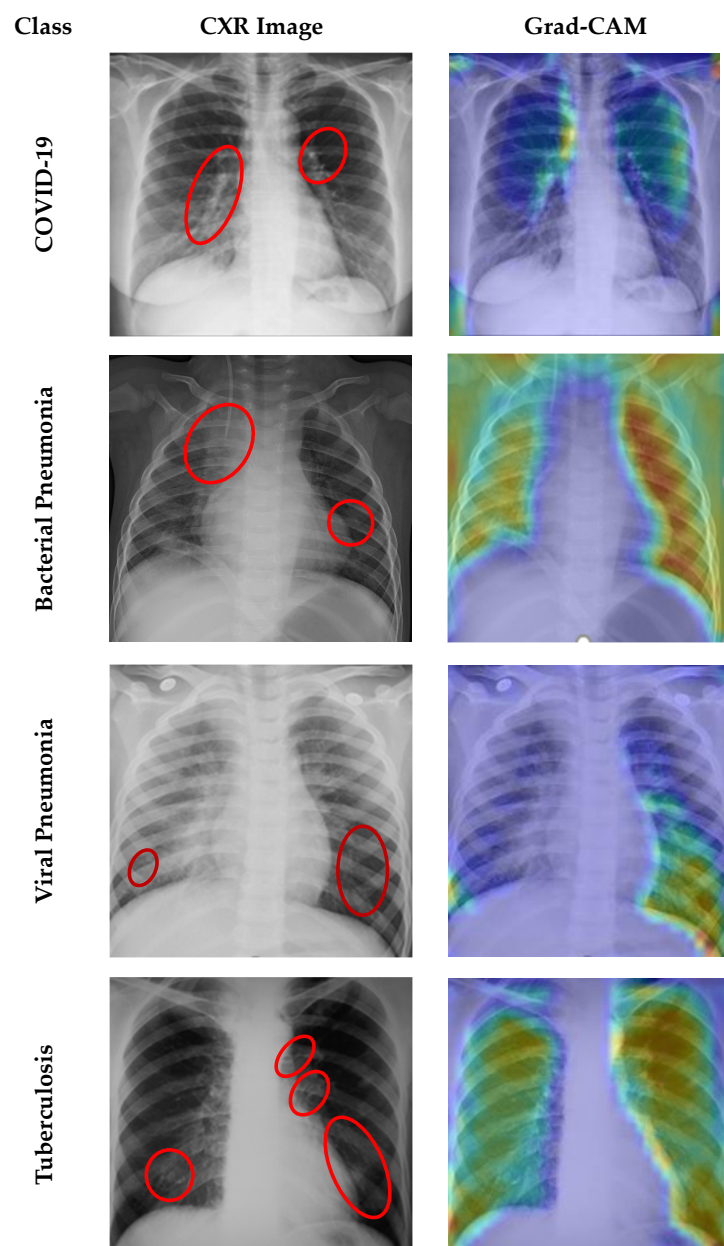 Class CXR Image Grad-CAM
COVID-19
Bacterial Pneumonia
Viral Pneumonia
Tuberculosis